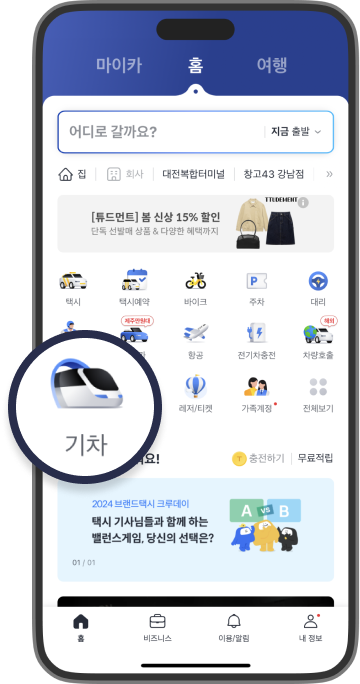 마이카 홈 여행
어디로 갈까요? 지금 출발
집 회사 대전복합터미널 창고43 강남점
TTUDEMENT
[튜드먼트] 봄 신상 15% 할인
단독 선발매 상품 & 다양한 혜택까지
택시 택시예약 바이크 P 주차 대리
제주만원대 해외
항공 전기차충전 차량호출
기차
레저/티켓 가족계정 전체보기
요! T 충전하기 무료적립
2024 브랜드택시 크루데이
택시 기사님들과 함께 하는
밸런스게임, 당신의 선택은?
A VS B
01 / 01
홈 비즈니스 이용/알림 내 정보